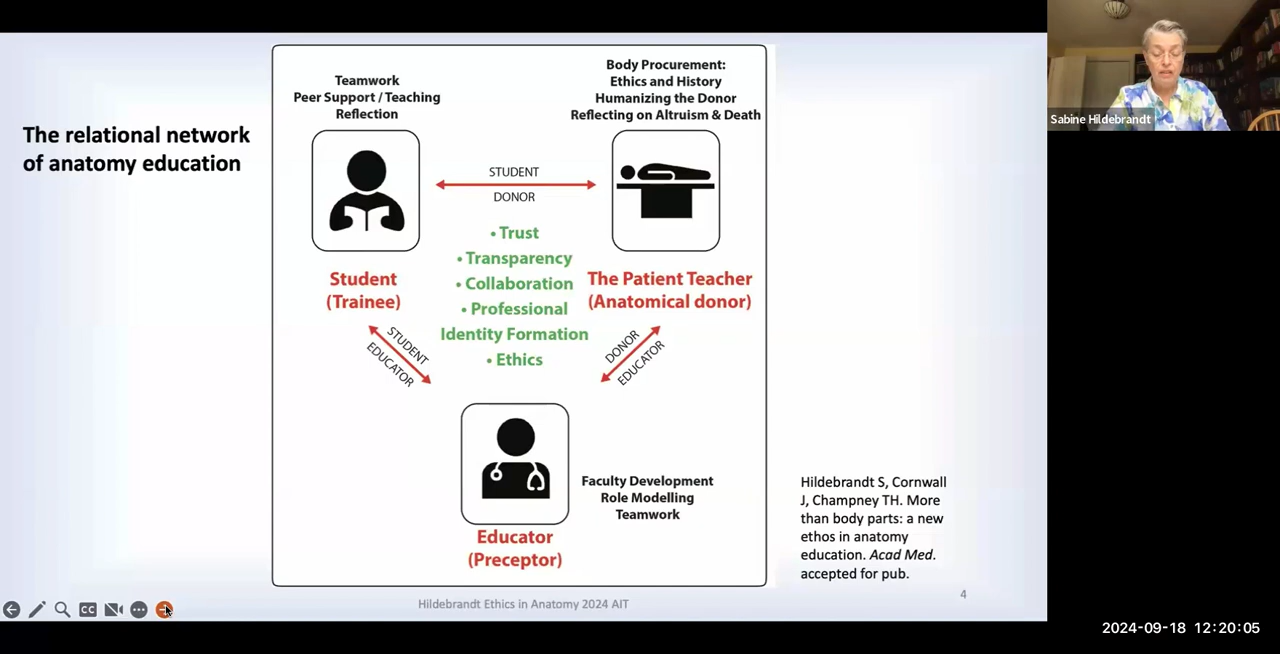 The relational network
of anatomy education
Teamwork
Peer Support / Teaching
Reflection
Body Procurement:
Ethics and History
Humanizing the Donor
Reflecting on Altruism & Death
STUDENT
DONOR
• Trust
• Transparency
• Collaboration
• Professional
Identity Formation
• Ethics
Student
(Trainee)
The Patient Teacher
(Anatomical donor)
STUDENT
EDUCATOR
DONOR
EDUCATOR
Faculty Development
Role Modelling
Teamwork
Educator
(Preceptor)
Hildebrandt S, Cornwall
J, Champney TH. More
than body parts: a new
ethos in anatomy
education. Acad Med.
accepted for pub.
Hildebrandt Ethics in Anatomy 2024 AIT
4
CC
Sabine Hildebrandt
2024-09-18 12:20:05